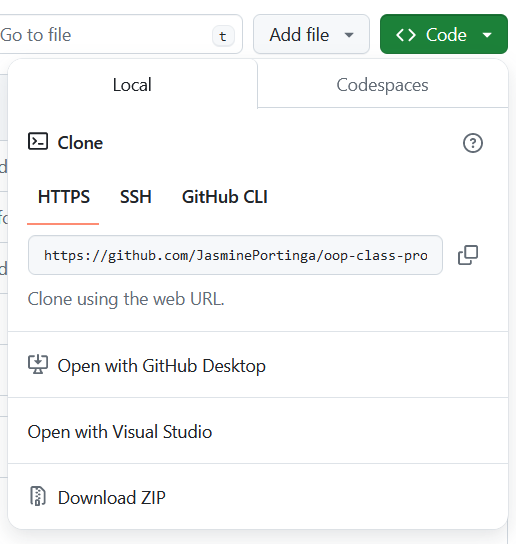 Go to file t Add file Code
Local Codespaces
Clone
HTTPS SSH GitHub CLI
https://github.com/JasminePortinga/oop-class-pro
Clone using the web URL.
Open with GitHub Desktop
Open with Visual Studio
Download ZIP